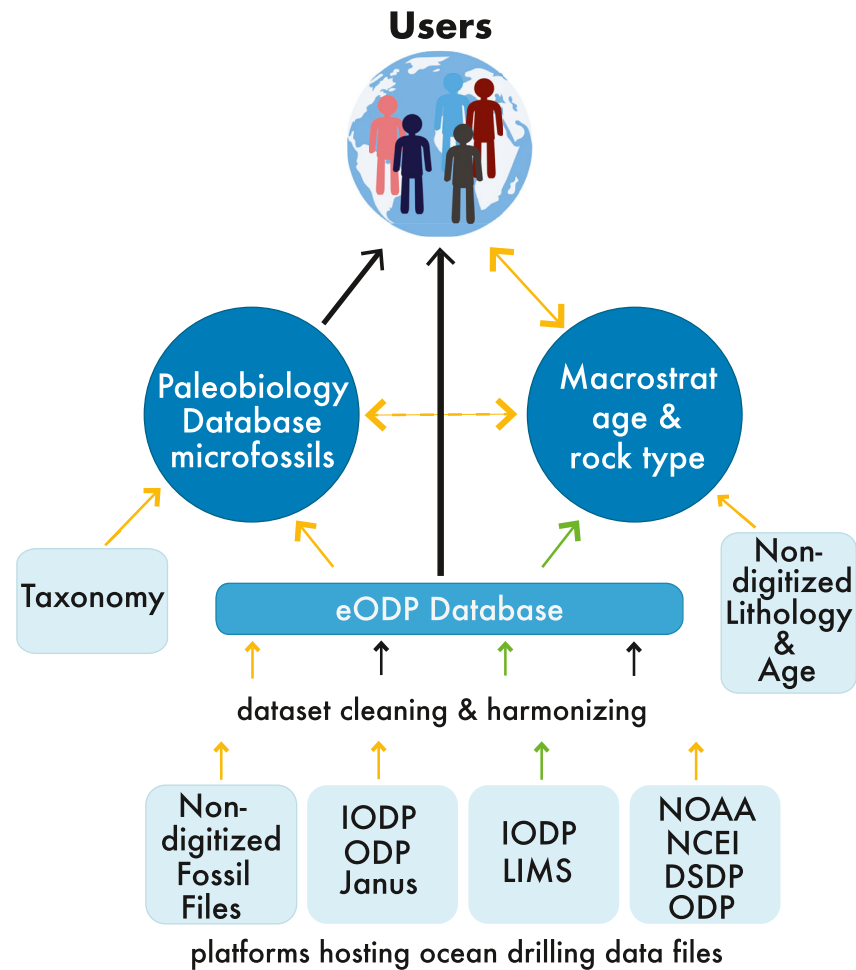 Users
Paleobiology
Database
microfossils
Macrostrat
age &
rock type
Taxonomy
Non-
digitized
Lithology
&
Age
eODP Database
dataset cleaning & harmonizing
Non-
digitized
Fossil
Files
IODP
ODP
Janus
IODP
LIMS
NOAA
NCEI
DSDP
ODP
platforms hosting ocean drilling data files